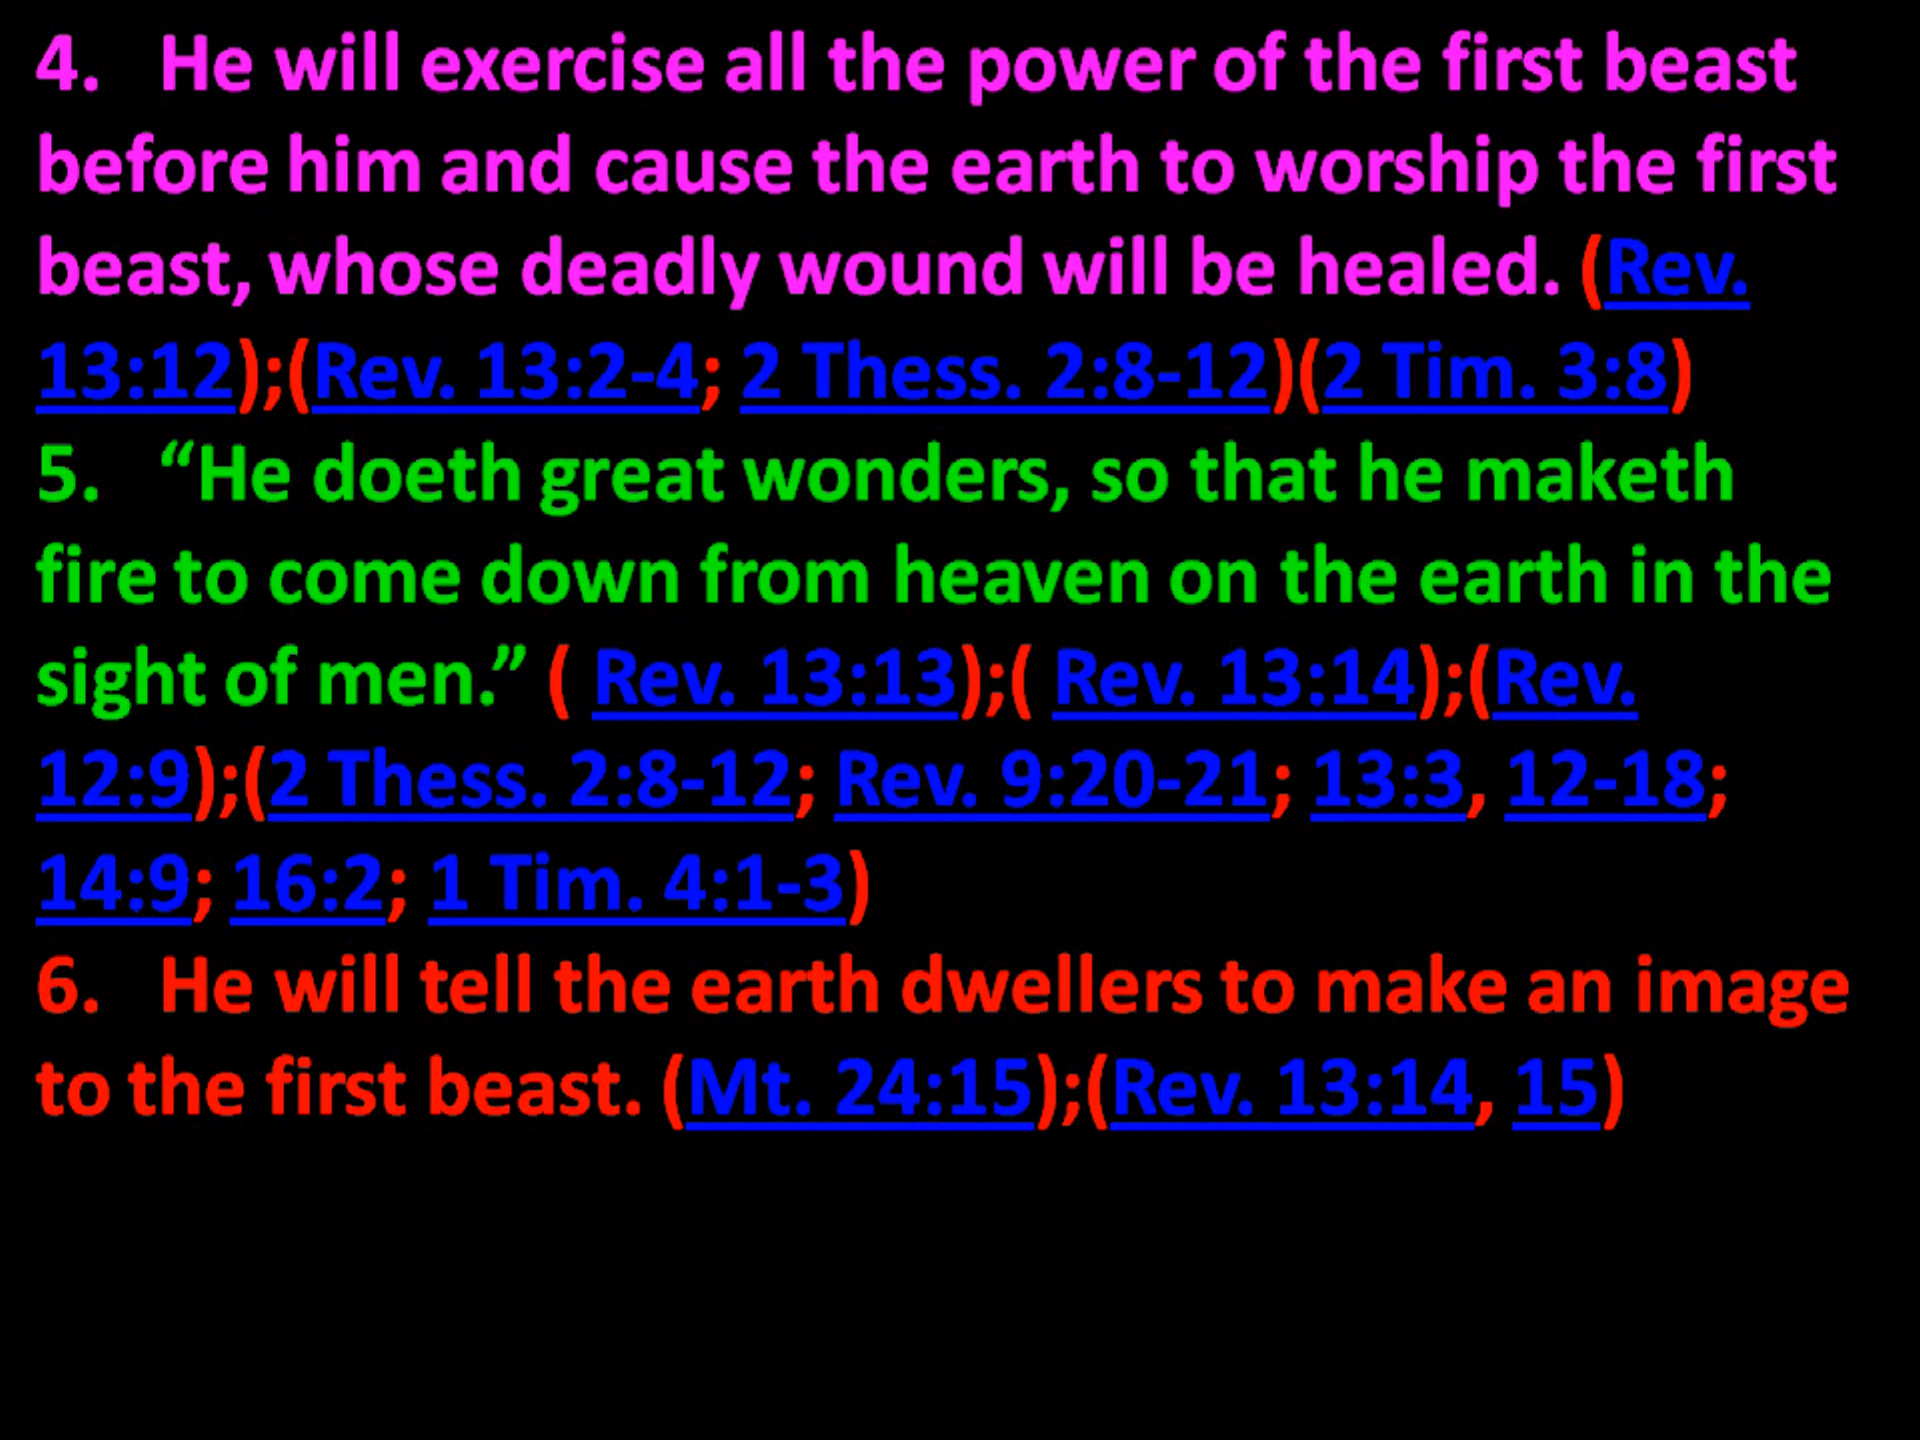 4. He will exercise all the power of the first beast
before him and cause the earth to worship the first
beast, whose deadly wound will be healed. (Rev.
13:12);(Rev. 13:2-4; 2 Thess. 2:8-12)(2 Tim. 3:8)
5. “He doeth great wonders, so that he maketh
fire to come down from heaven on the earth in the
sight of men.” ( Rev. 13:13);( Rev. 13:14);(Rev.
12:9);(2 Thess. 2:8-12; Rev. 9:20-21; 13:3, 12-18;
14:9; 16:2; 1 Tim. 4:1-3)
6. He will tell the earth dwellers to make an image
to the first beast. (Mt. 24:15);(Rev. 13:14, 15)